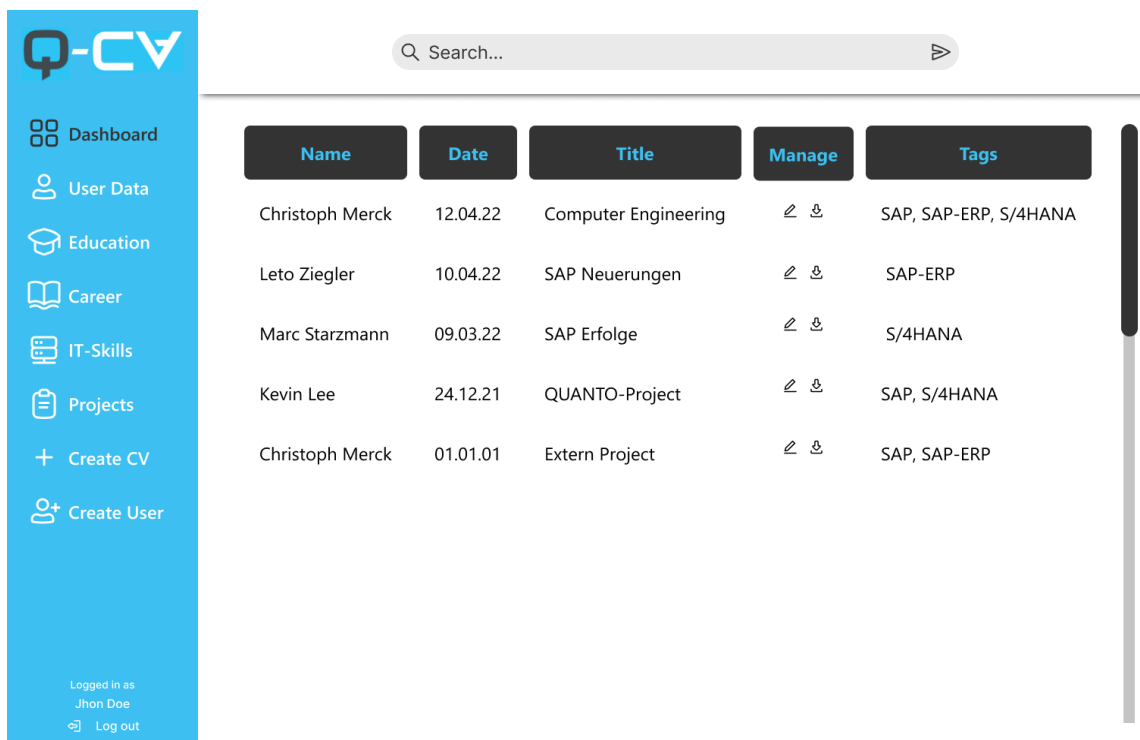 Q-CV
Search...
Dashboard
User Data
Education
Career
IT-Skills
Projects
Create CV
Create User
Logged in as
Jhon Doe
Log out
Name Date Title Manage Tags
Christoph Merck 12.04.22 Computer Engineering SAP, SAP-ERP, S/4HANA
Leto Ziegler 10.04.22 SAP Neuerungen SAP-ERP
Marc Starzmann 09.03.22 SAP Erfolge S/4HANA
Kevin Lee 24.12.21 QUANTO-Project SAP, S/4HANA
Christoph Merck 01.01.01 Extern Project SAP, SAP-ERP